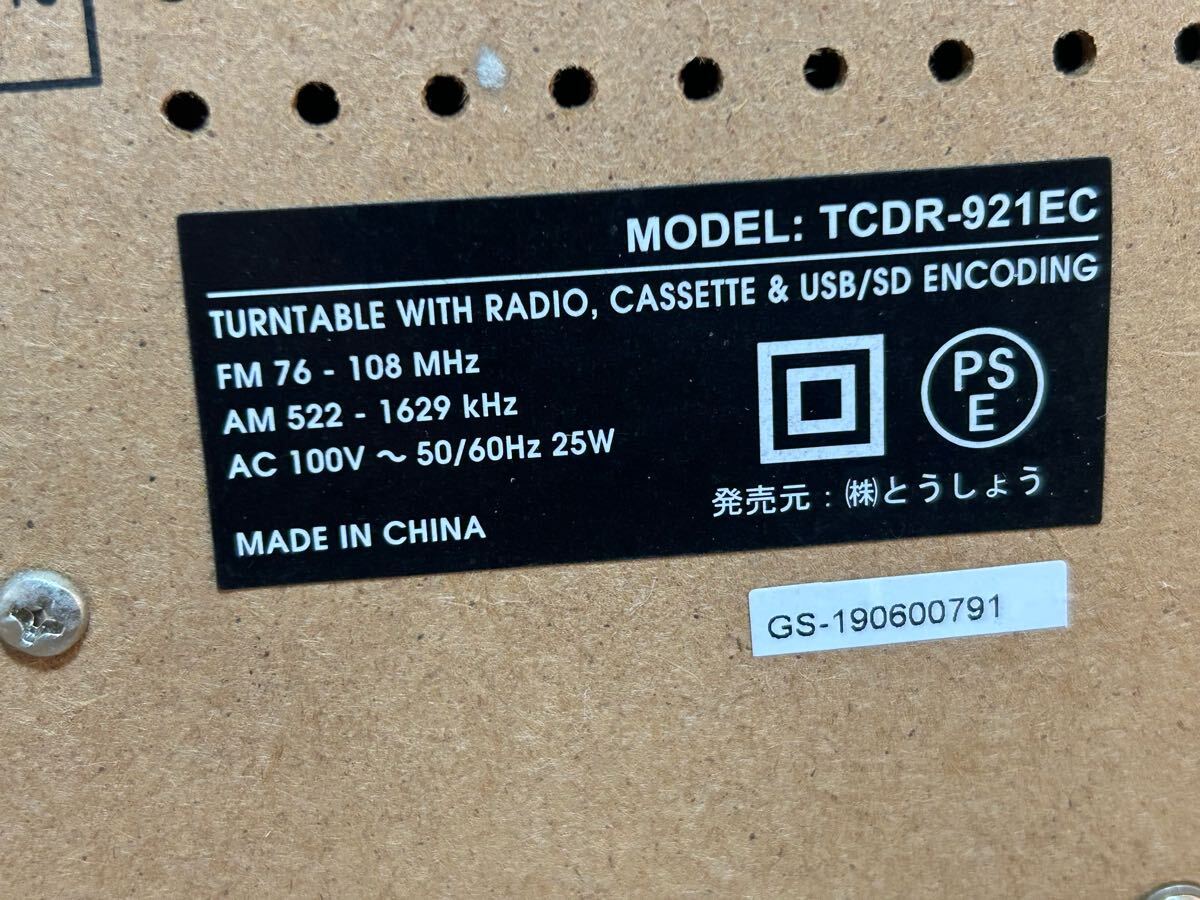 MODEL: TCDR-921EC
TURNTABLE WITH RADIO, CASSETTE & USB/SD ENCODING
FM 76 - 108 MHz
AM 522 - 1629 kHz
AC 100V ～ 50/60Hz 25W
PS
E
発売元：㈱とうしょう
MADE IN CHINA
GS-190600791